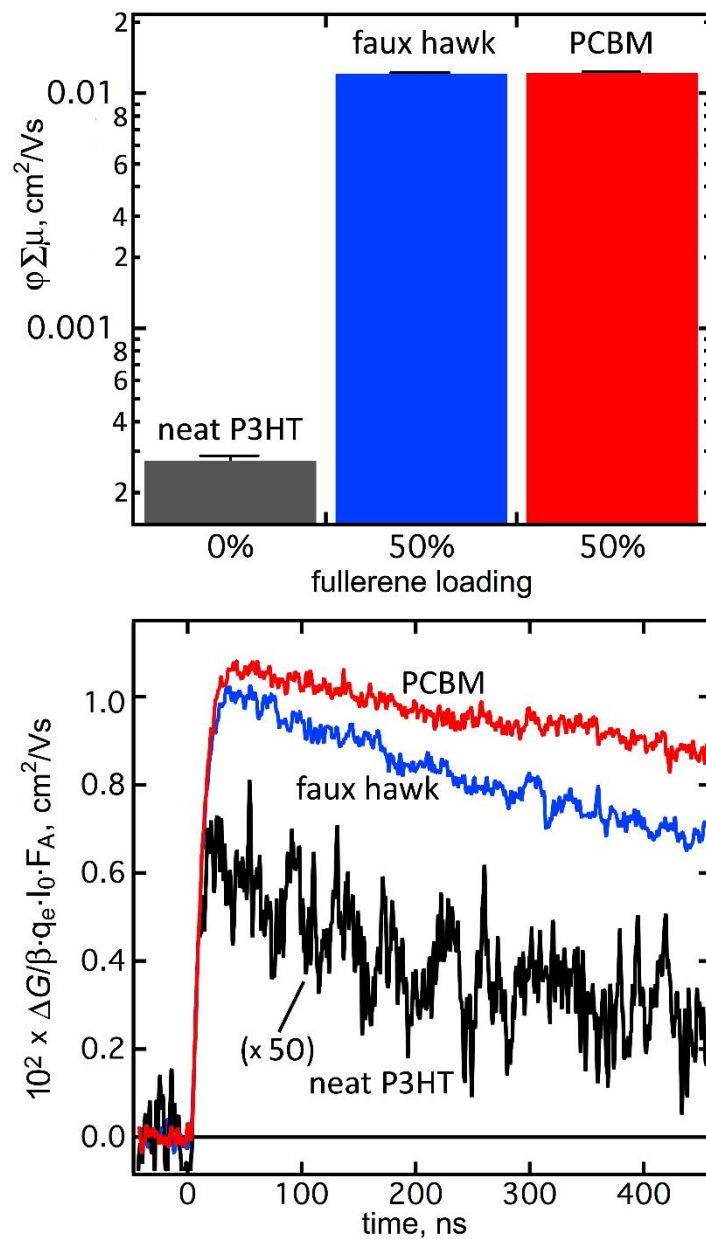 faux hawk
PCBM
2
0.01
8
6
4
2
0.001
8
6
4
2
φΣμ, cm²/Vs
neat P3HT
0%
50%
50%
fullerene loading
1.0
0.8
0.6
0.4
0.2
0.0
10² x ΔG/β·qₑ·I₀·F_A, cm²/Vs
PCBM
faux hawk
(x 50)
neat P3HT
0
100
200
300
400
time, ns